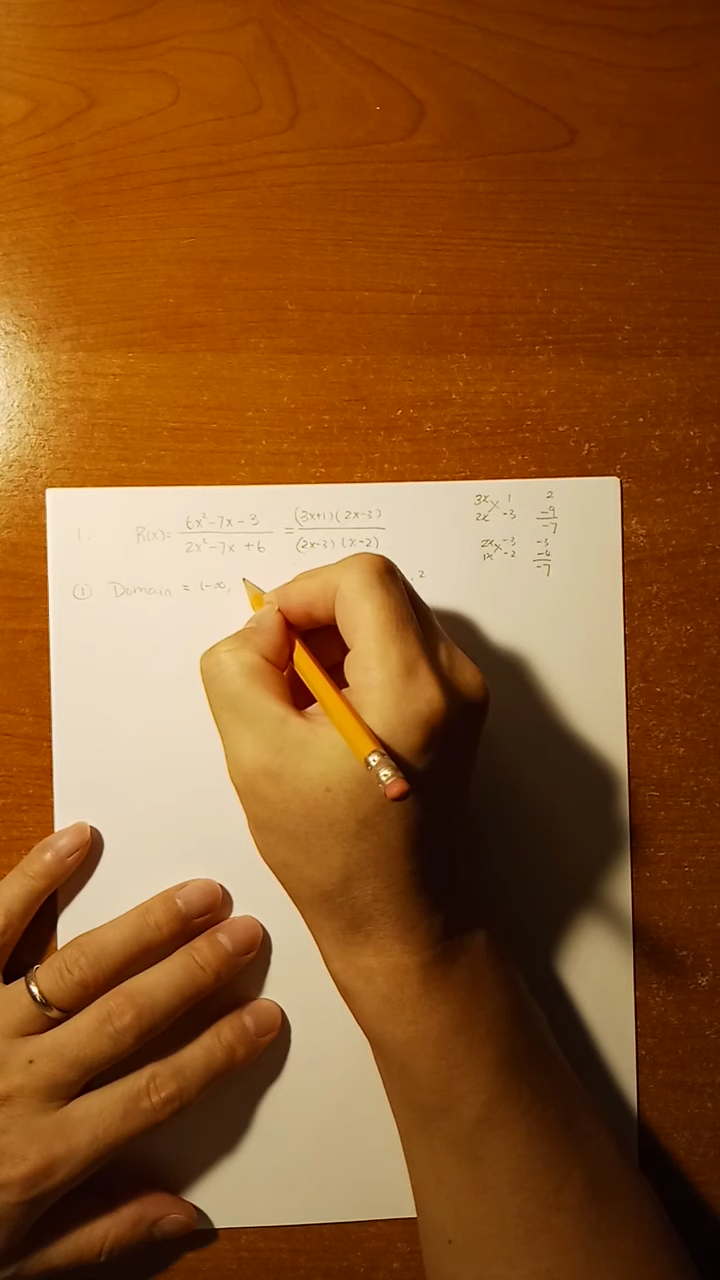 1. R(x)= 6x²-7x-3 / 2x²-7x+6 = (3x+1)(2x-3) / (2x-3)(x-2)
① Domain = (-∞, , 2
3x 1 2
2x -3 -9
-7
2x -3 -3
1x -2 -6
-7